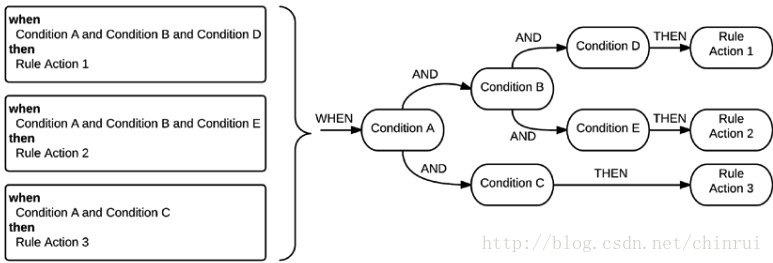 when
Condition A and Condition B and Condition D
then
Rule Action 1
when
Condition A and Condition B and Condition E
then
Rule Action 2
when
Condition A and Condition C
then
Rule Action 3
WHEN
Condition A
AND
Condition B
AND
Condition D
THEN
Rule
Action 1
AND
Condition E
THEN
Rule
Action 2
AND
Condition C
THEN
Rule
Action 3
http://blog.csdn.net/chinrui